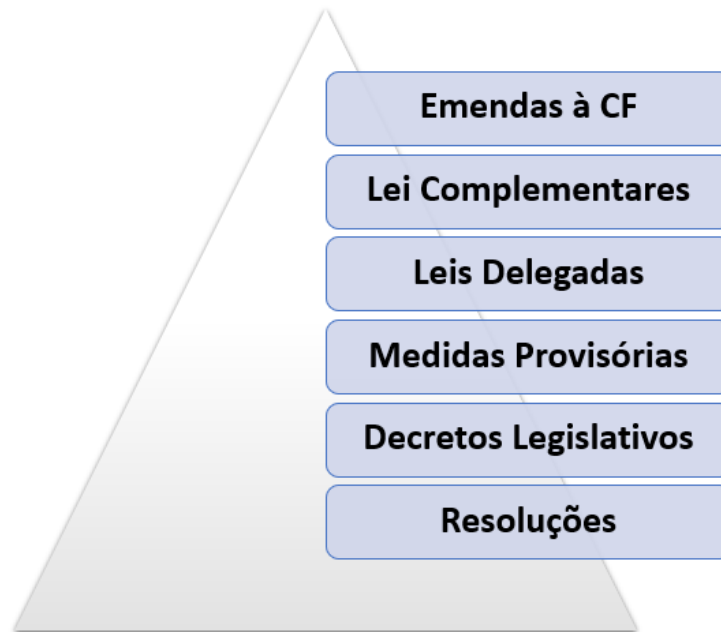 Emendas à CF
Lei Complementares
Leis Delegadas
Medidas Provisórias
Decretos Legislativos
Resoluções